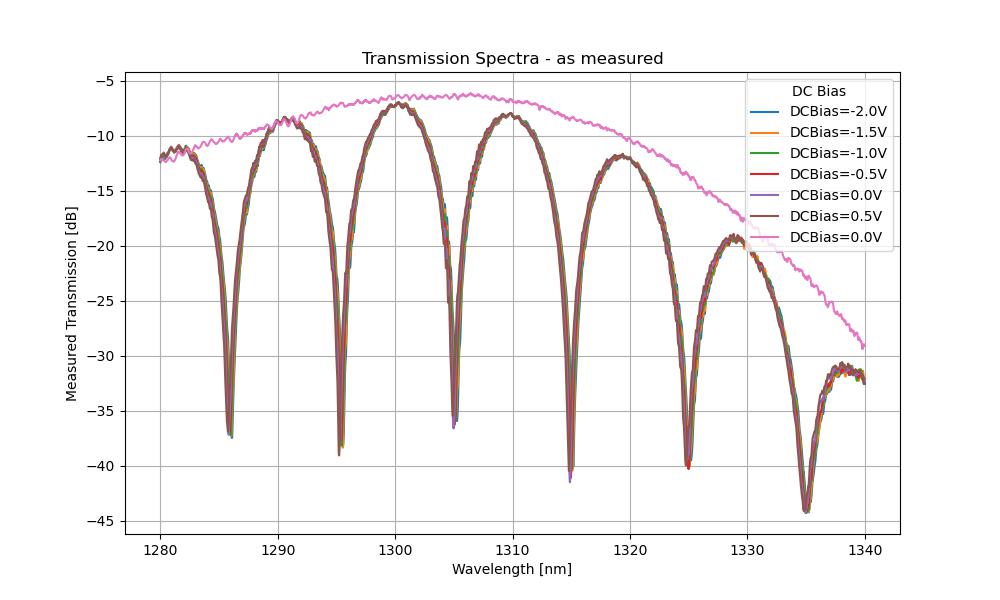 Transmission Spectra - as measured
Measured Transmission [dB]
−5
−10
−15
−20
−25
−30
−35
−40
−45
DC Bias
DCBias=-2.0V
DCBias=-1.5V
DCBias=-1.0V
DCBias=-0.5V
DCBias=0.0V
DCBias=0.5V
DCBias=0.0V
1280 1290 1300 1310 1320 1330 1340
Wavelength [nm]